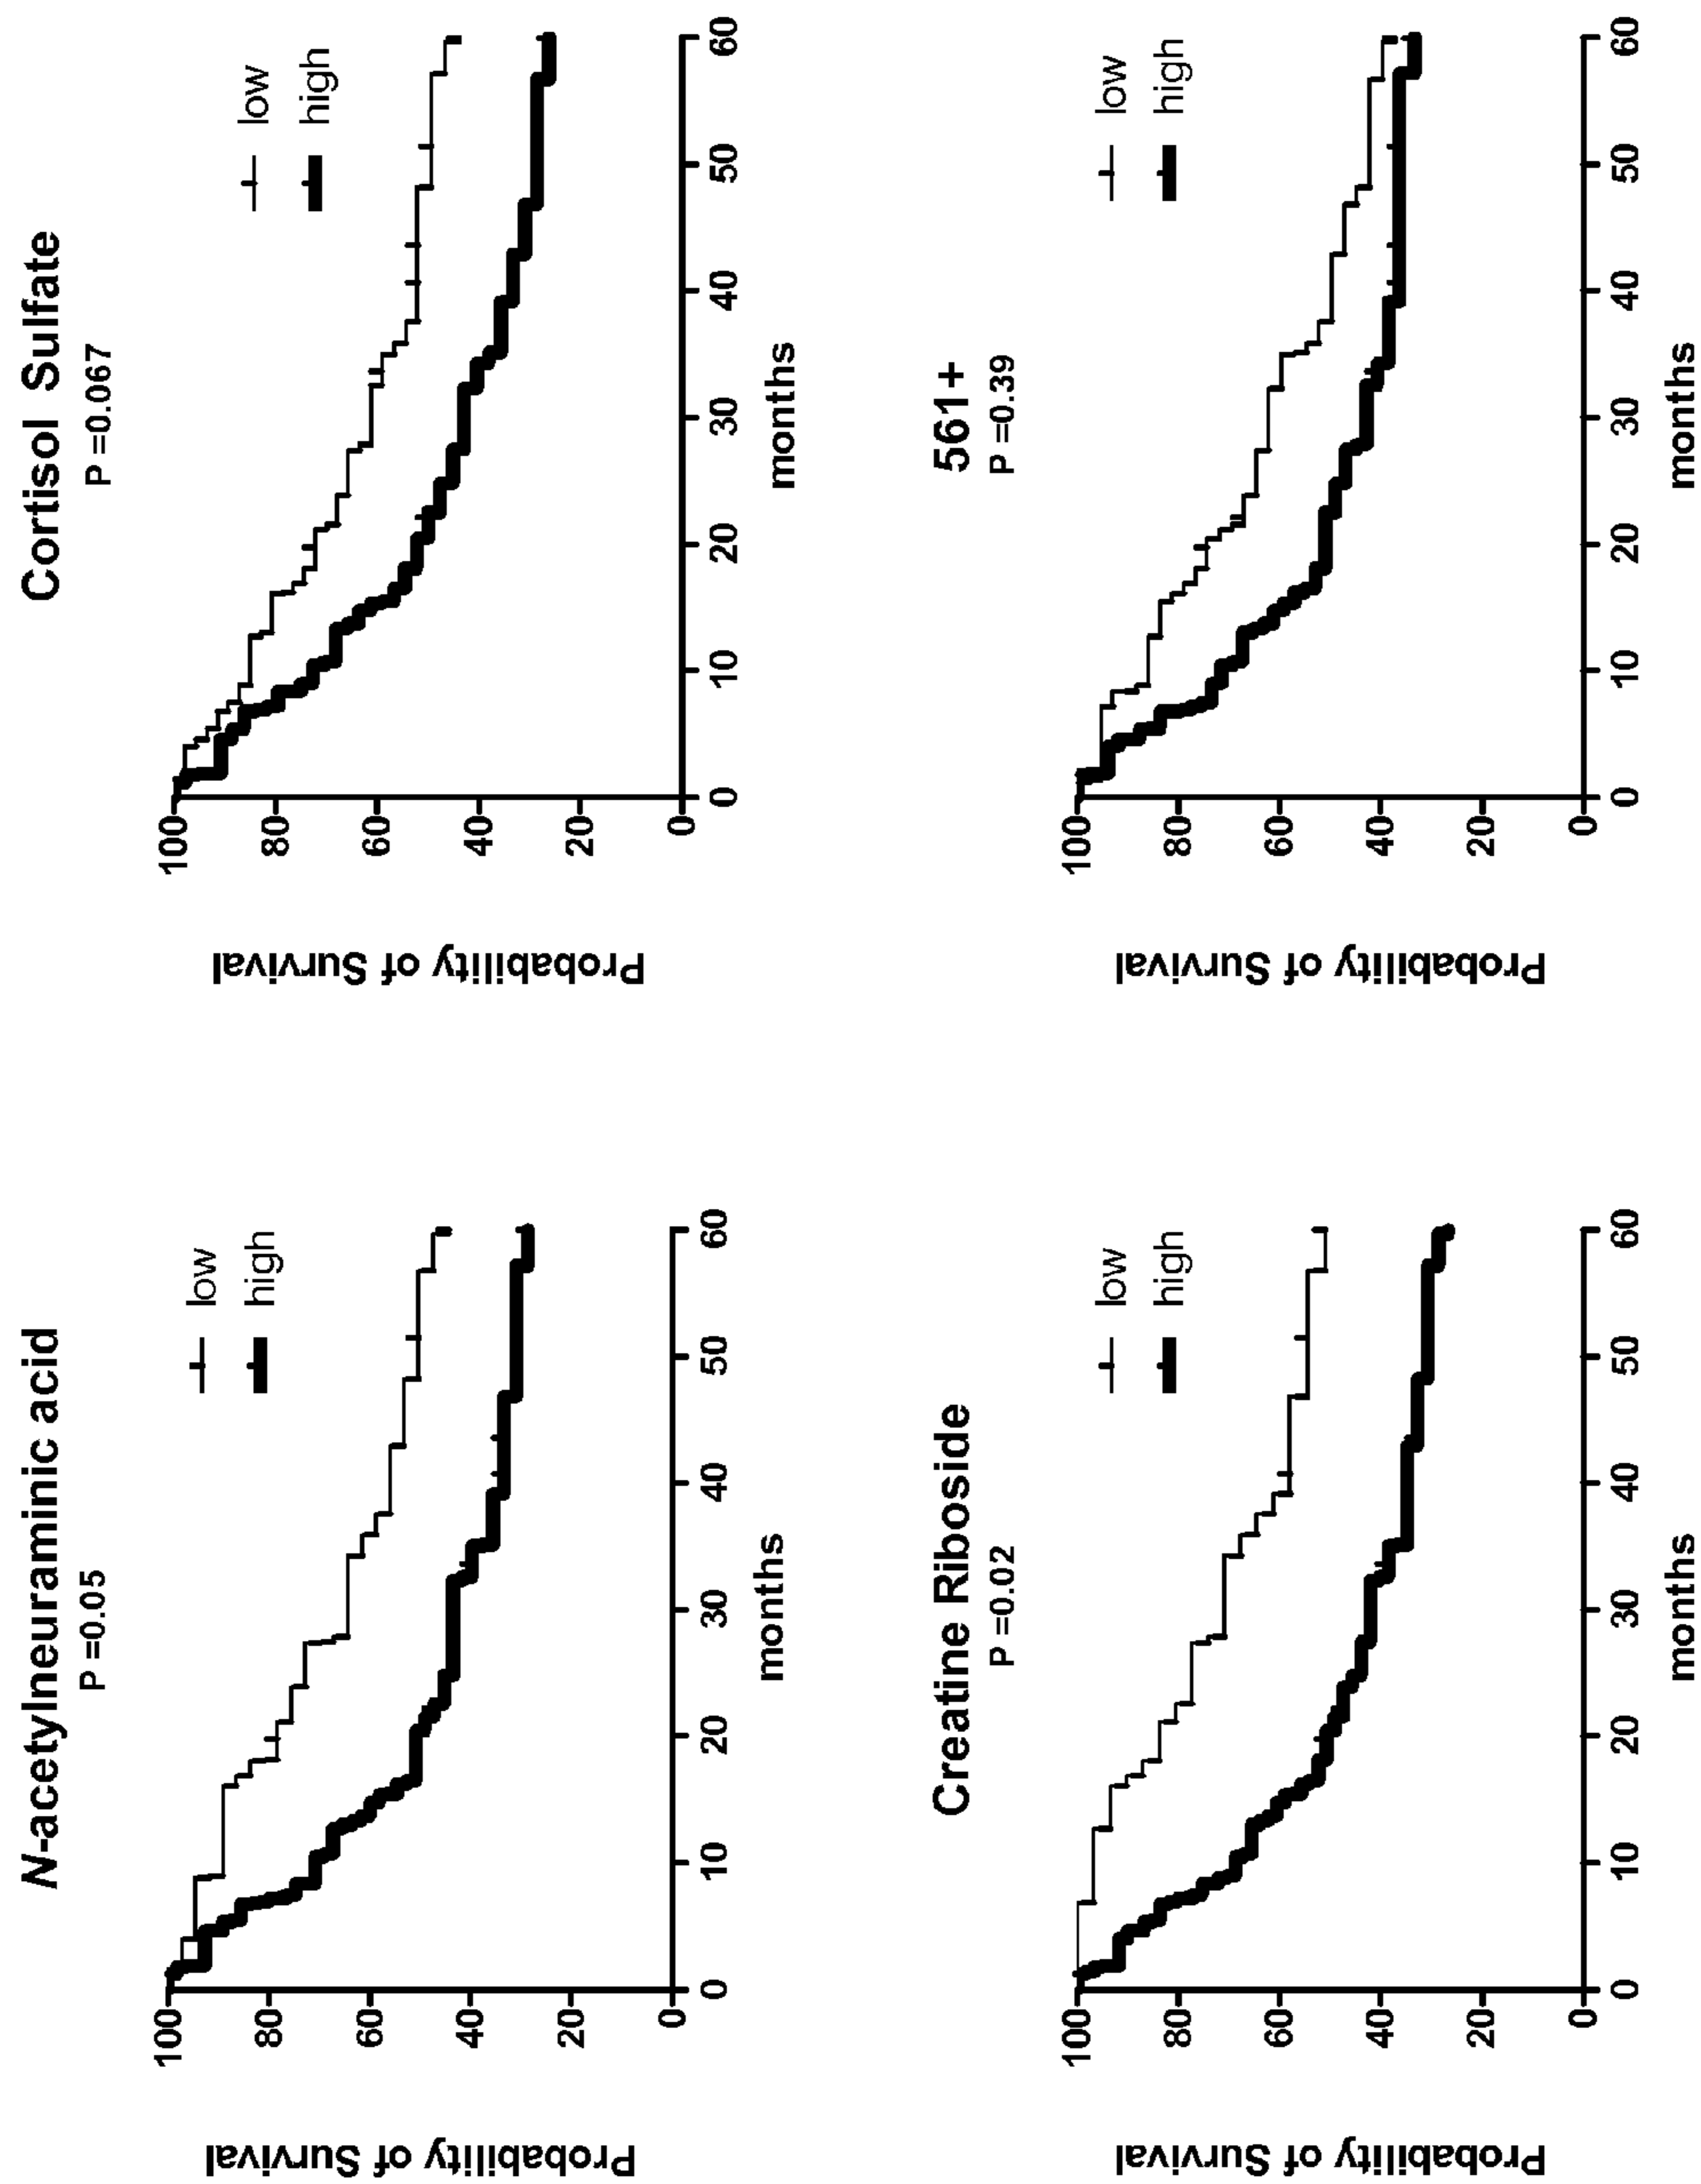 N-acetylneuraminic acid
P =0.05
Probability of Survival
100
80
60
40
20
0
0 10 20 30 40 50 60
months
low
high
Cortisol Sulfate
P =0.067
Probability of Survival
100
80
60
40
20
0
0 10 20 30 40 50 60
months
low
high
Creatine Riboside
P =0.02
Probability of Survival
100
80
60
40
20
0
0 10 20 30 40 50 60
months
low
high
561+
P =0.39
Probability of Survival
100
80
60
40
20
0
0 10 20 30 40 50 60
months
low
high